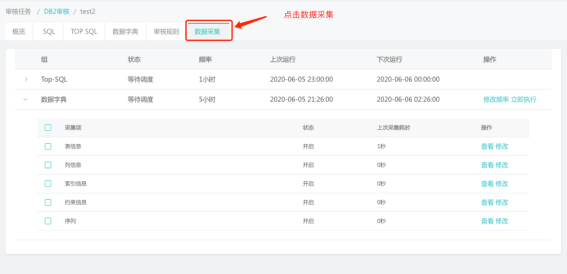 审核任务 / DB2审核 / test2
点击数据采集
概览 SQL TOP SQL 数据字典 审核规则 数据采集
组 状态 频率 上次运行 下次运行 操作
Top-SQL 等待调度 1小时 2020-06-05 23:00:00 2020-06-06 00:00:00
数据字典 等待调度 5小时 2020-06-05 21:26:00 2020-06-06 02:26:00 修改频率 立即执行
采集项 状态 上次采集耗时 操作
表信息 开启 1秒 查看 修改
列信息 开启 0秒 查看 修改
索引信息 开启 0秒 查看 修改
约束信息 开启 0秒 查看 修改
序列 开启 0秒 查看 修改